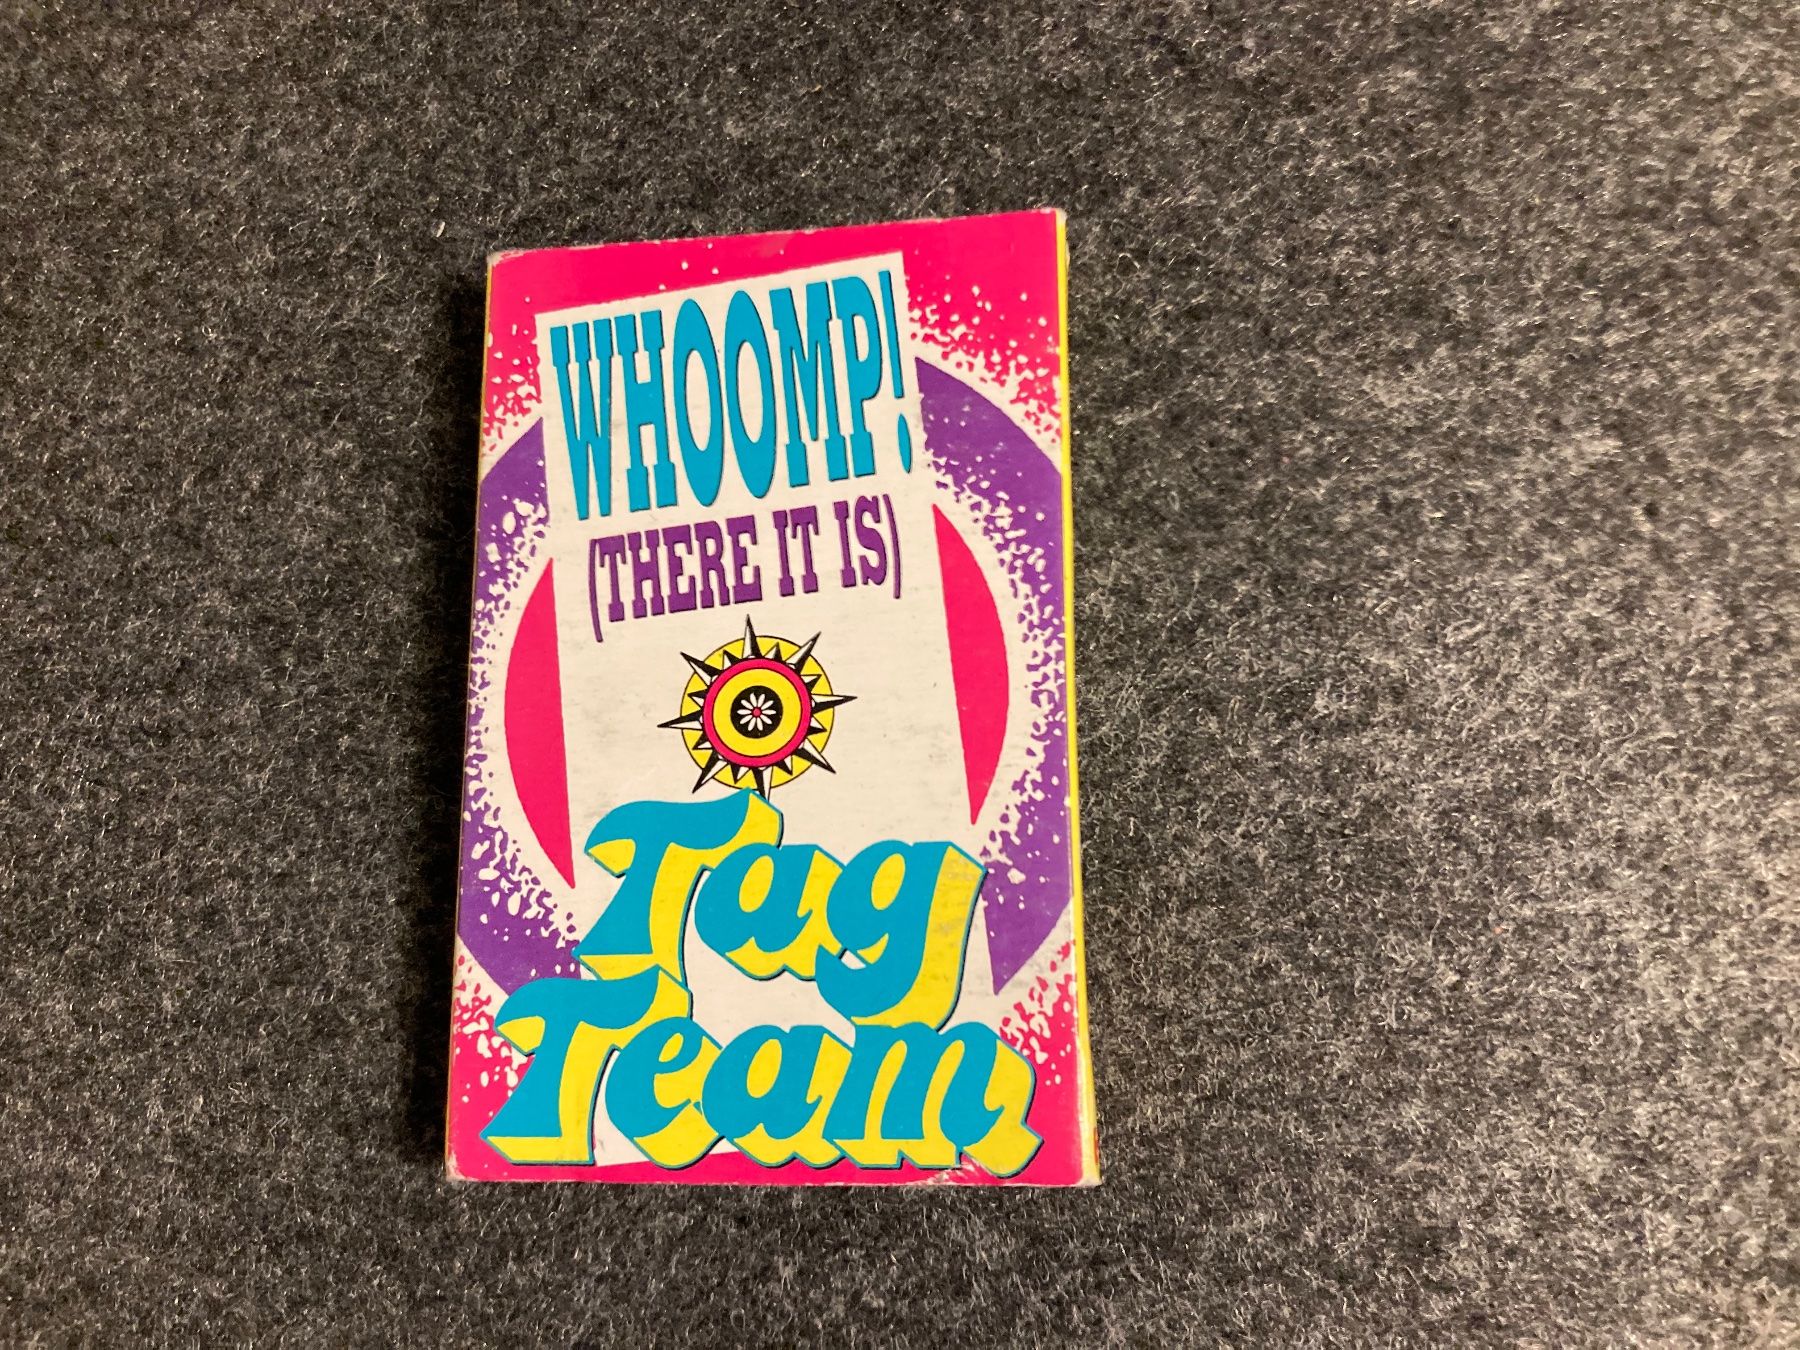 WHOOMP!
(THERE IT IS)
Tag
Team